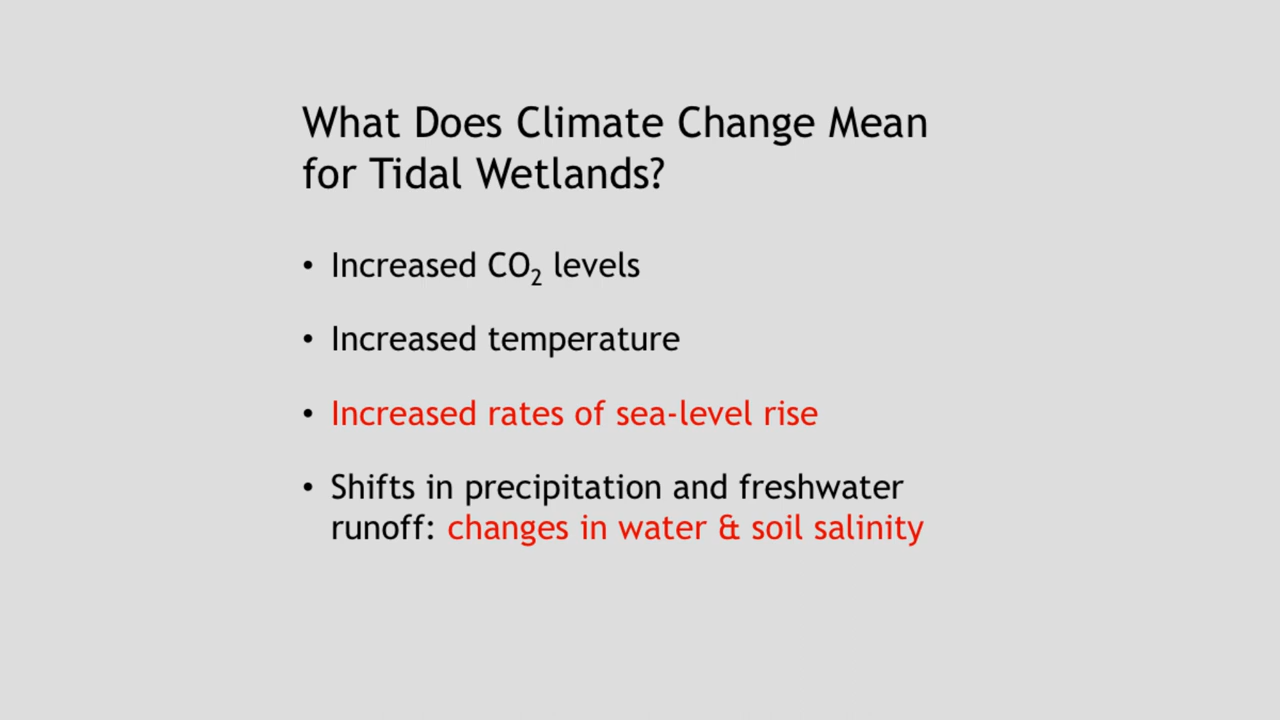 What Does Climate Change Mean
for Tidal Wetlands?
• Increased CO₂ levels
• Increased temperature
• Increased rates of sea-level rise
• Shifts in precipitation and freshwater
runoff: changes in water & soil salinity